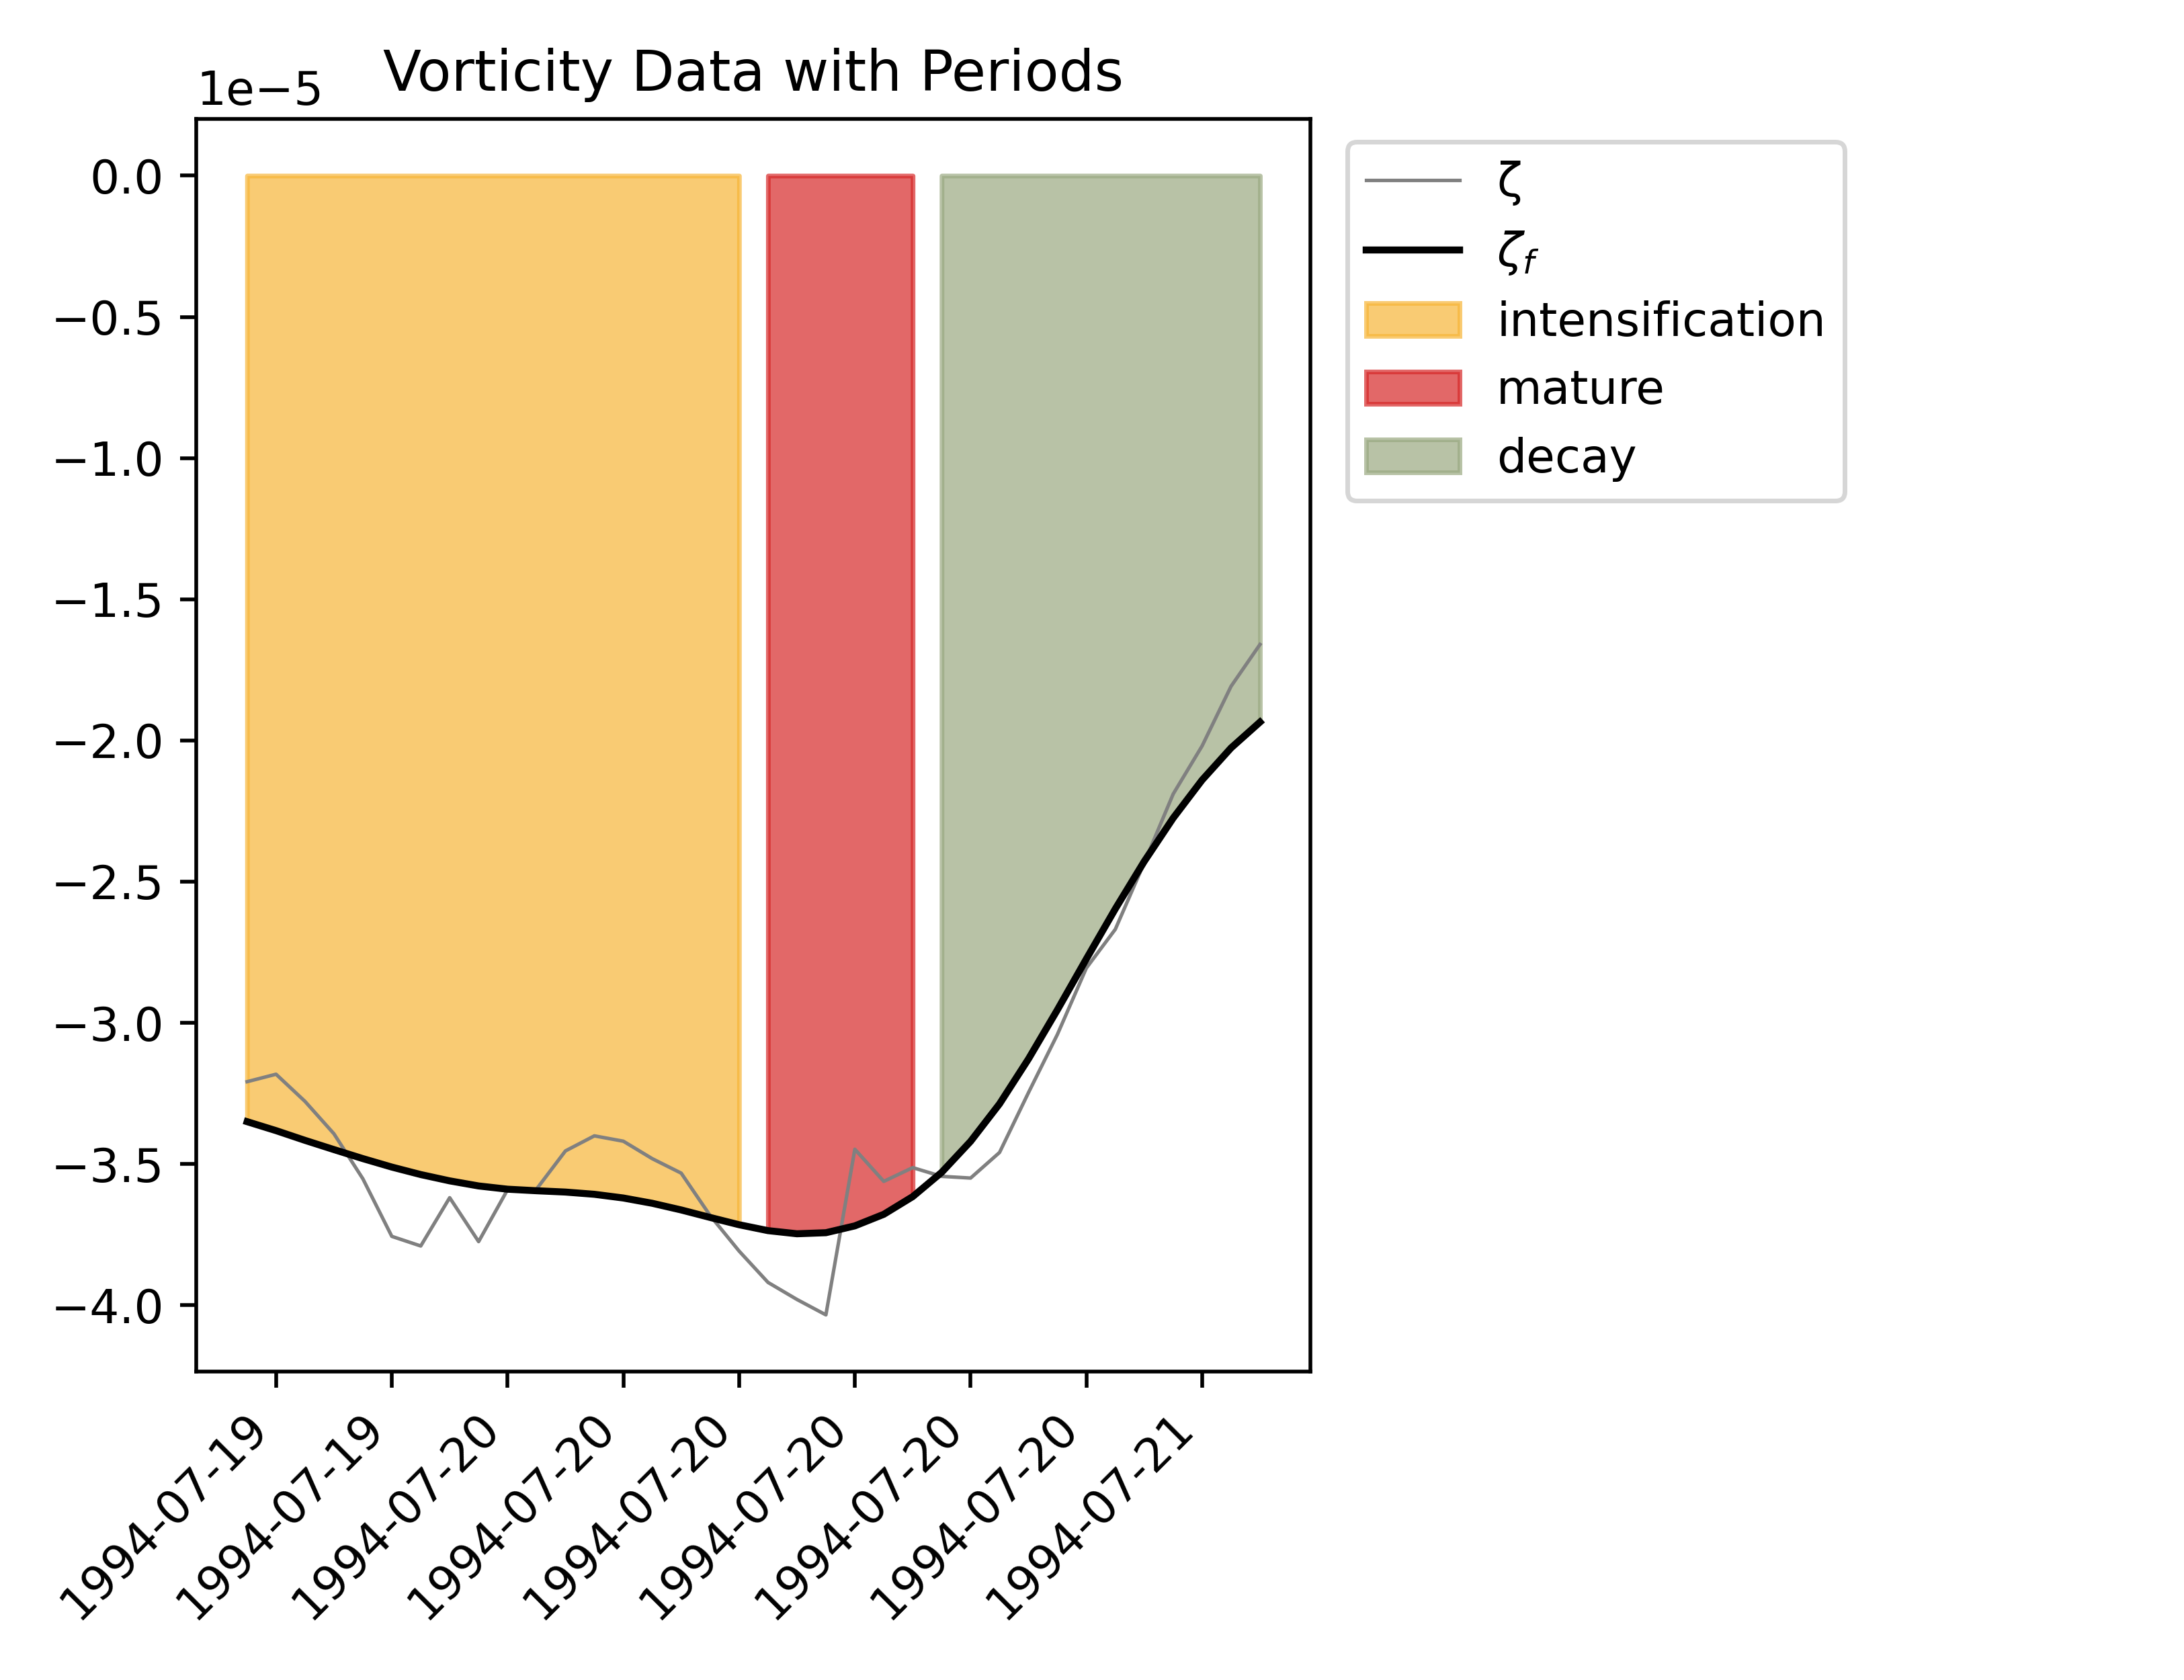 Vorticity Data with Periods
1e−5
0.0
−0.5
−1.0
−1.5
−2.0
−2.5
−3.0
−3.5
−4.0
1994-07-19
1994-07-19
1994-07-20
1994-07-20
1994-07-20
1994-07-20
1994-07-20
1994-07-20
1994-07-21
ζ
ζf
intensification
mature
decay